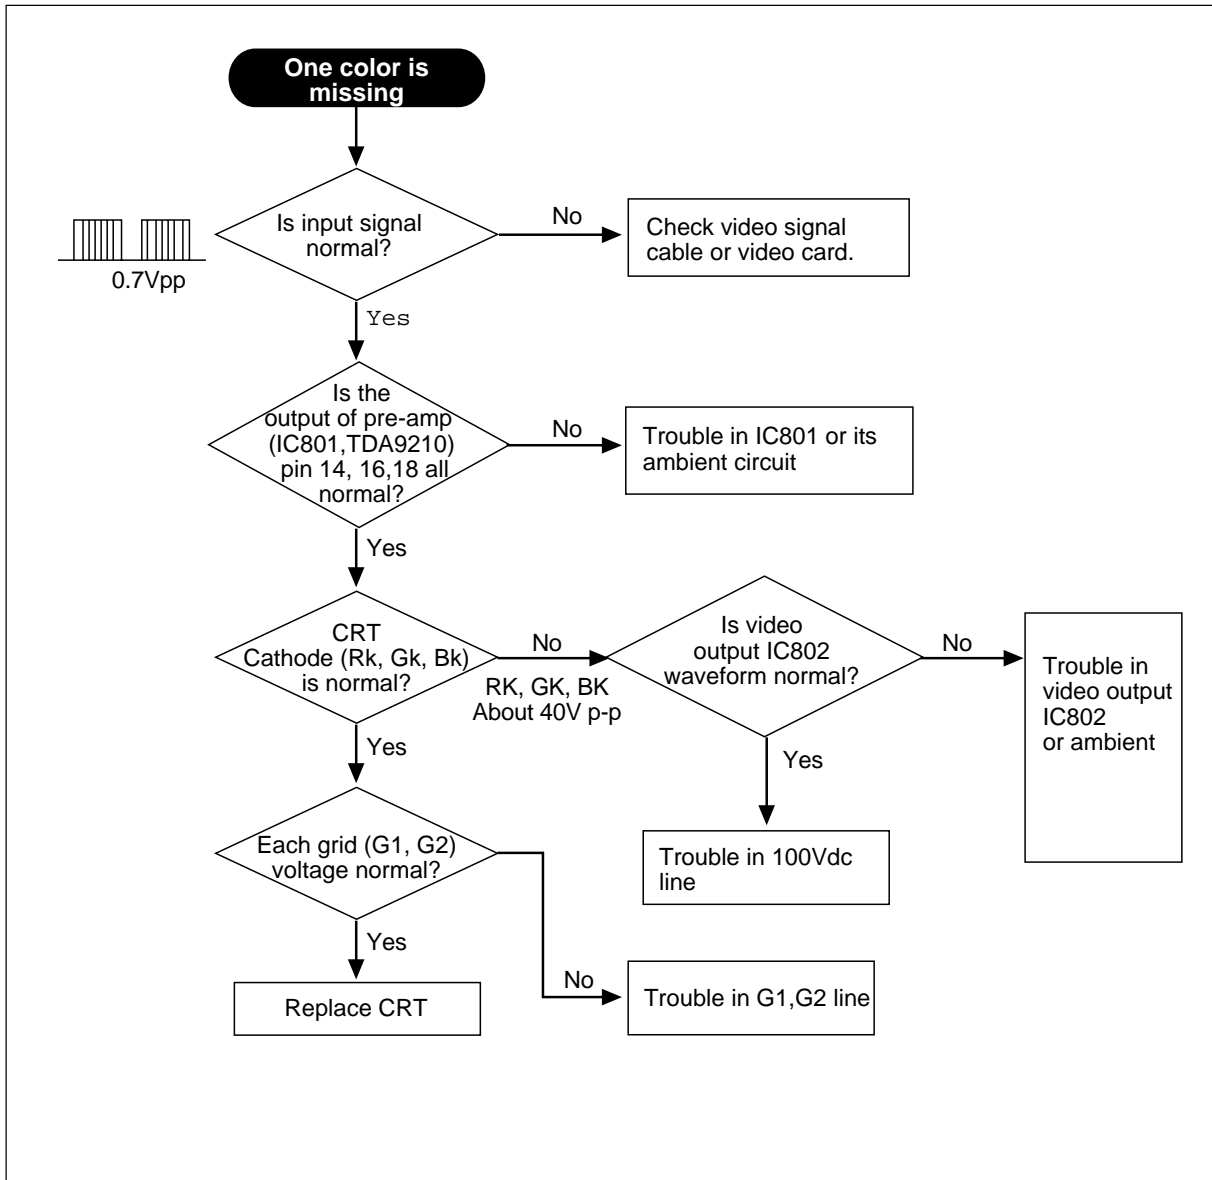 One color is
missing
Is input signal
normal?
0.7Vpp
No
Check video signal
cable or video card.
Yes
Is the
output of pre-amp
(IC801,TDA9210)
pin 14, 16,18 all
normal?
No
Trouble in IC801 or its
ambient circuit
Yes
CRT
Cathode (Rk, Gk, Bk)
is normal?
No
RK, GK, BK
About 40V p-p
Is video
output IC802
waveform normal?
No
Trouble in
video output
IC802
or ambient
Yes
Trouble in 100Vdc
line
Yes
Each grid (G1, G2)
voltage normal?
Yes
Replace CRT
No
Trouble in G1,G2 line